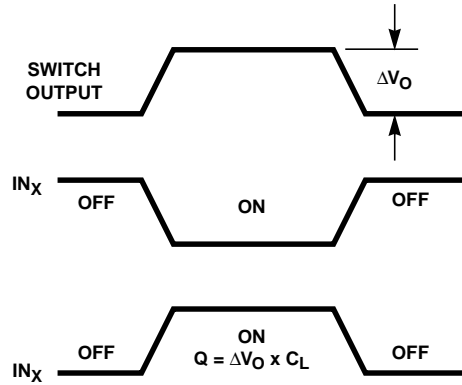 SWITCH
OUTPUT
ΔVO
INX
OFF
ON
OFF
INX
OFF
ON
OFF
Q = ΔVO x CL